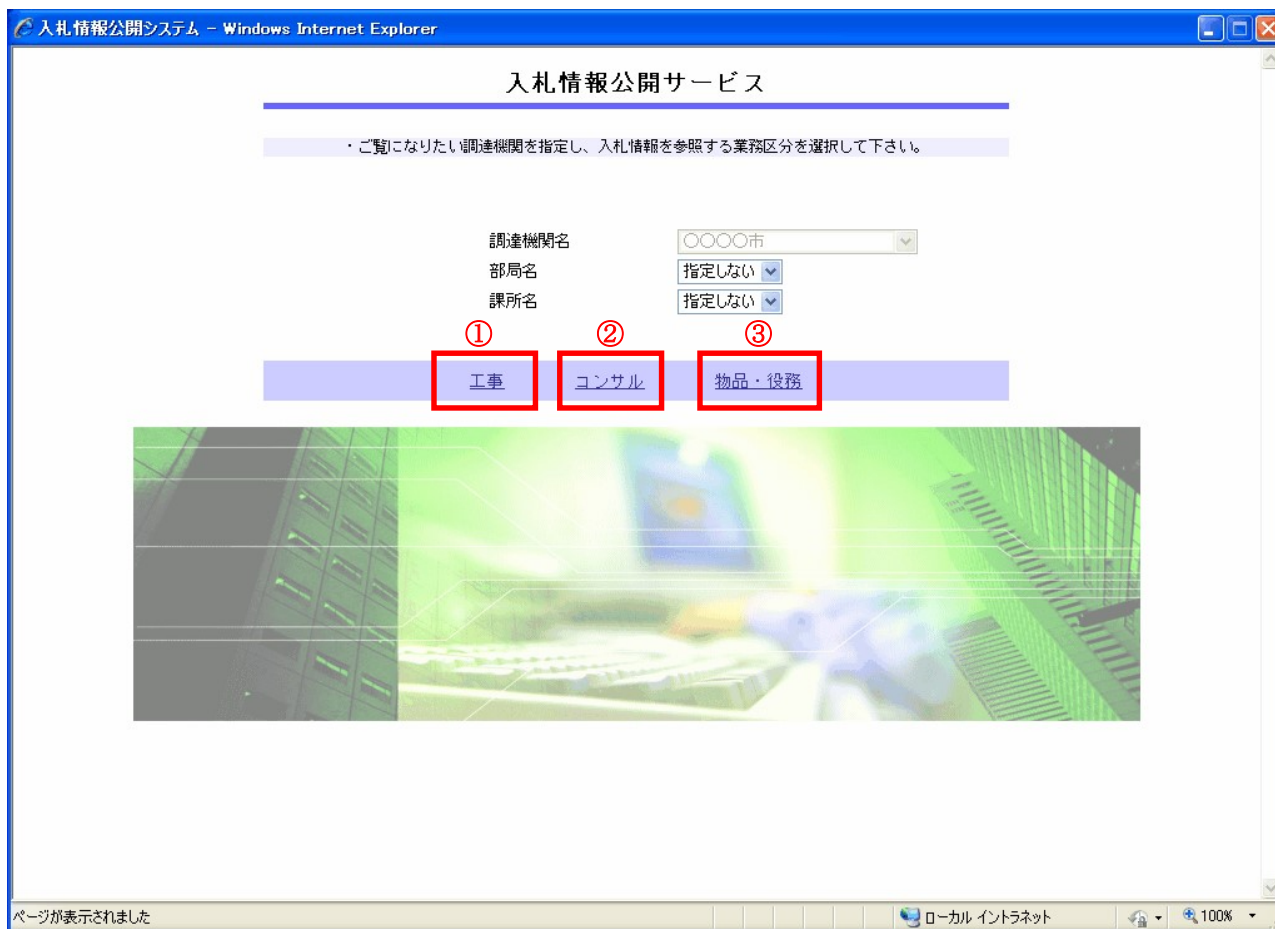 入札情報公開システム - Windows Internet Explorer
入札情報公開サービス
・ご覧になりたい調達機関を指定し、入札情報を参照する業務区分を選択して下さい。
調達機関名 ○○○○市
部局名 指定しない
課所名 指定しない
① ② ③
工事 コンサル 物品・役務
ページが表示されました ローカル イントラネット 100%